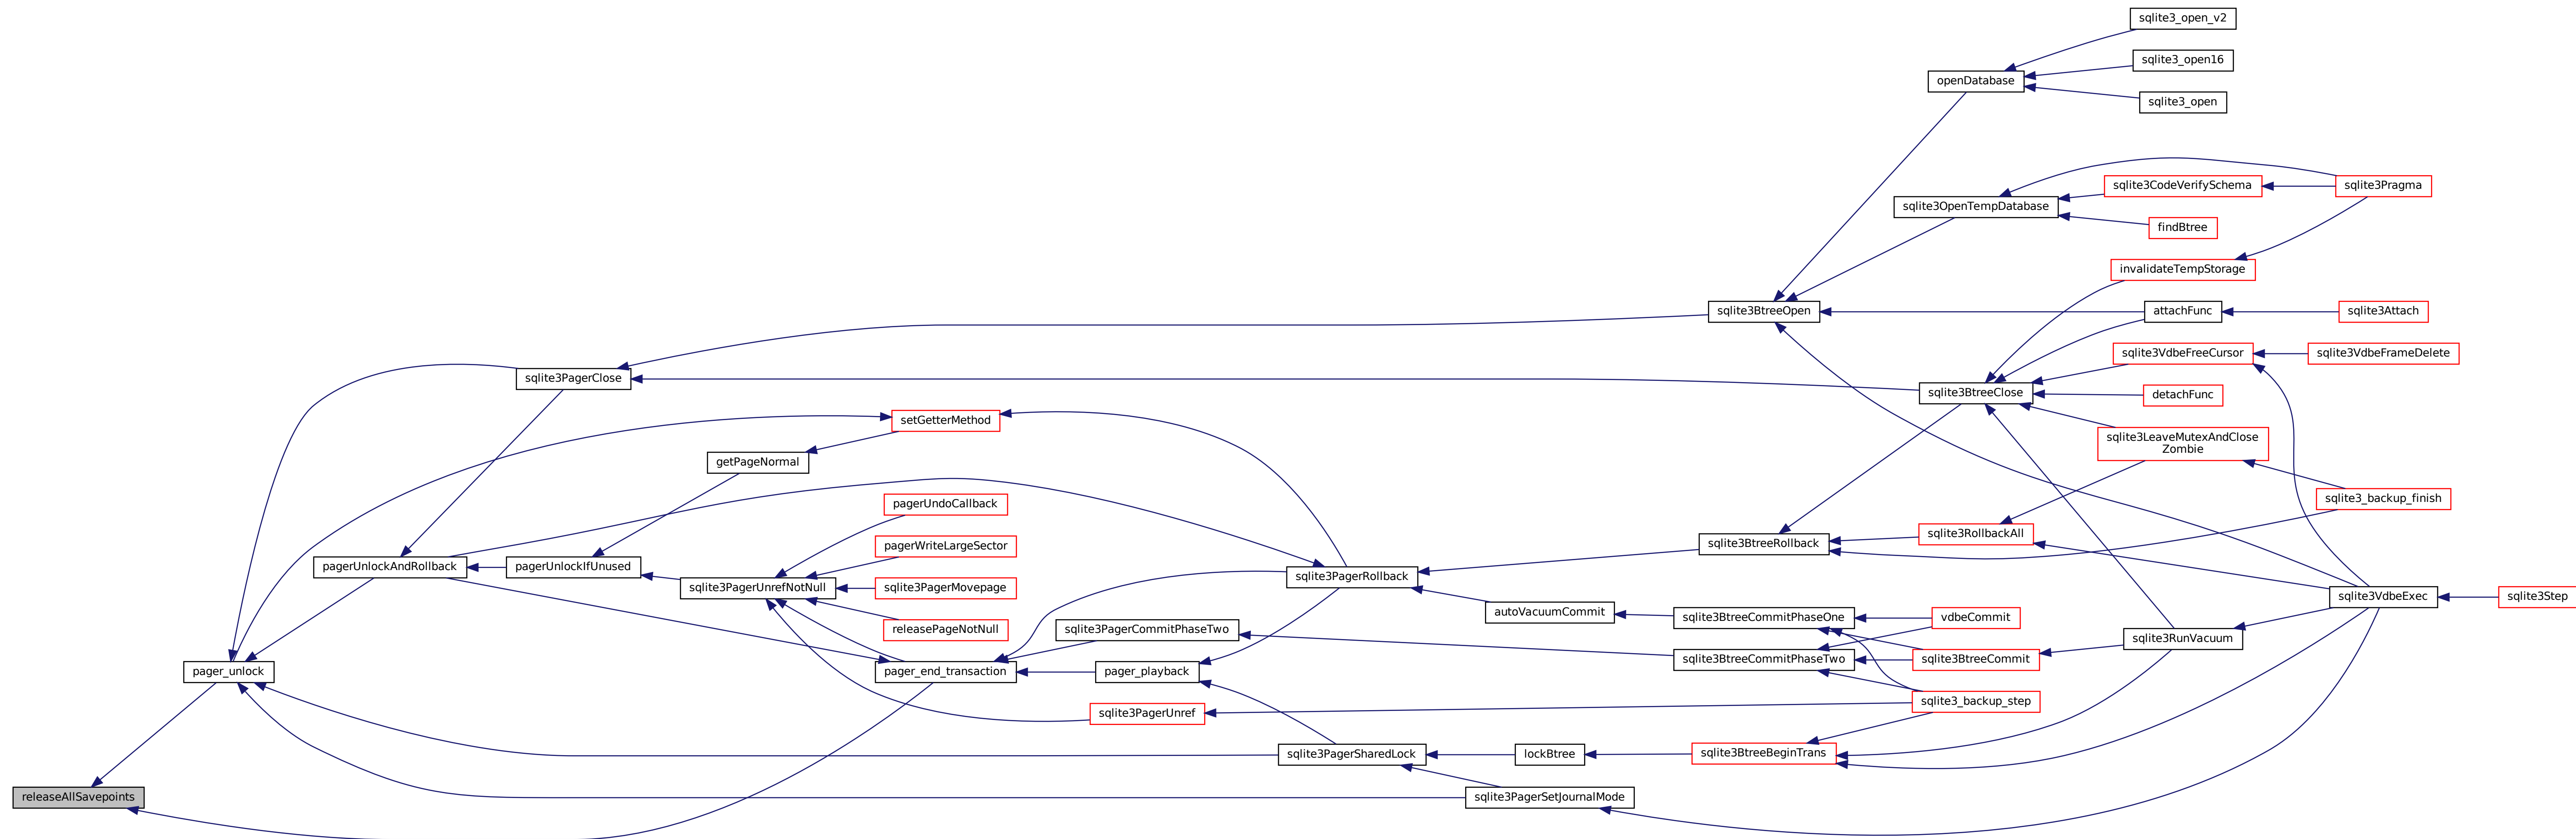 sqlite3_open_v2
sqlite3_open16
openDatabase
sqlite3_open
sqlite3CodeVerifySchema
sqlite3Pragma
sqlite3OpenTempDatabase
findBtree
invalidateTempStorage
sqlite3BtreeOpen
attachFunc
sqlite3Attach
sqlite3VdbeFreeCursor
sqlite3VdbeFrameDelete
sqlite3PagerClose
sqlite3BtreeClose
detachFunc
setGetterMethod
sqlite3LeaveMutexAndClose
Zombie
getPageNormal
sqlite3_backup_finish
pagerUndoCallback
sqlite3RollbackAll
sqlite3BtreeRollback
pagerWriteLargeSector
pagerUnlockAndRollback
pagerUnlockIfUnused
sqlite3PagerRollback
sqlite3PagerUnrefNotNull
sqlite3PagerMovepage
sqlite3VdbeExec
sqlite3Step
autoVacuumCommit
sqlite3BtreeCommitPhaseOne
vdbeCommit
releasePageNotNull
sqlite3PagerCommitPhaseTwo
sqlite3RunVacuum
sqlite3BtreeCommitPhaseTwo
sqlite3BtreeCommit
pager_unlock
pager_end_transaction
pager_playback
sqlite3_backup_step
sqlite3PagerUnref
sqlite3PagerSharedLock
lockBtree
sqlite3BtreeBeginTrans
releaseAllSavepoints
sqlite3PagerSetJournalMode